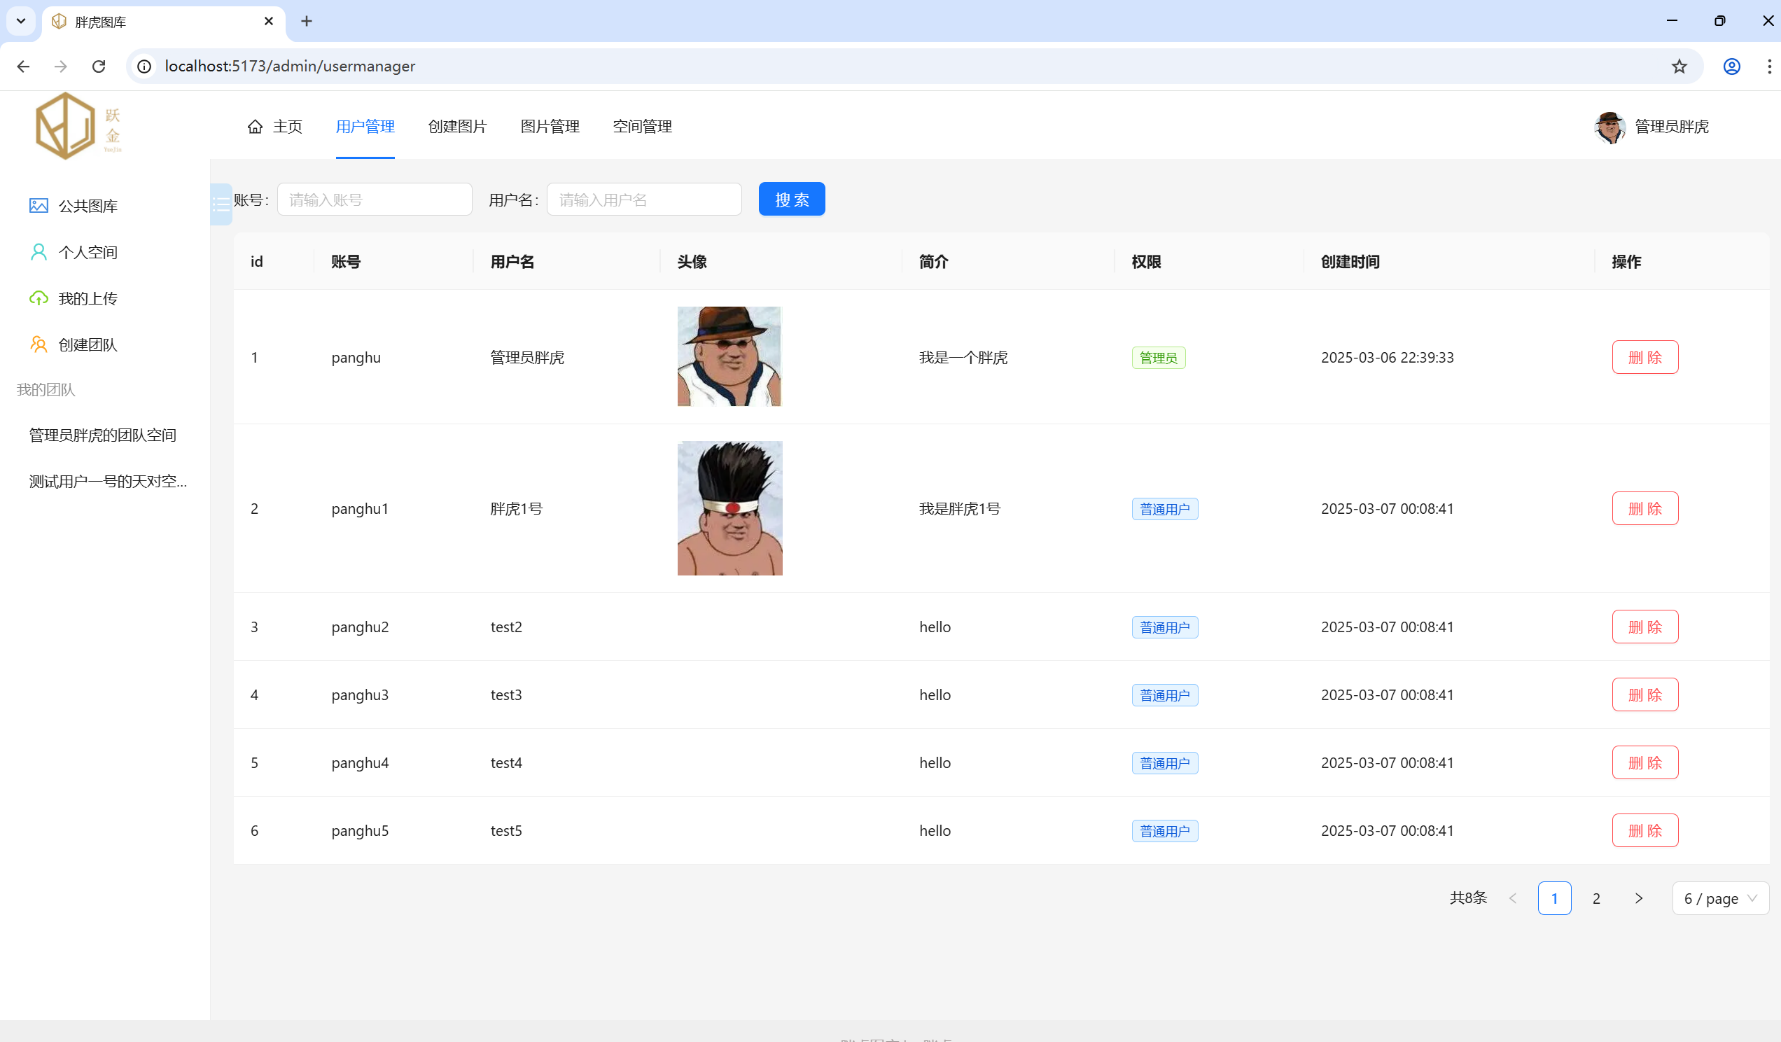 胖虎图库
localhost:5173/admin/usermanager
跃金
YueJin
主页 用户管理 创建图片 图片管理 空间管理 管理员胖虎
公共图库
个人空间
我的上传
创建团队
我的团队
管理员胖虎的团队空间
测试用户一号的天对空...
账号: 请输入账号 用户名: 请输入用户名 搜 索
id 账号 用户名 头像 简介 权限 创建时间 操作
1 panghu 管理员胖虎 我是一个胖虎 管理员 2025-03-06 22:39:33 删 除
2 panghu1 胖虎1号 我是胖虎1号 普通用户 2025-03-07 00:08:41 删 除
3 panghu2 test2 hello 普通用户 2025-03-07 00:08:41 删 除
4 panghu3 test3 hello 普通用户 2025-03-07 00:08:41 删 除
5 panghu4 test4 hello 普通用户 2025-03-07 00:08:41 删 除
6 panghu5 test5 hello 普通用户 2025-03-07 00:08:41 删 除
共8条 < 1 2 > 6 / page